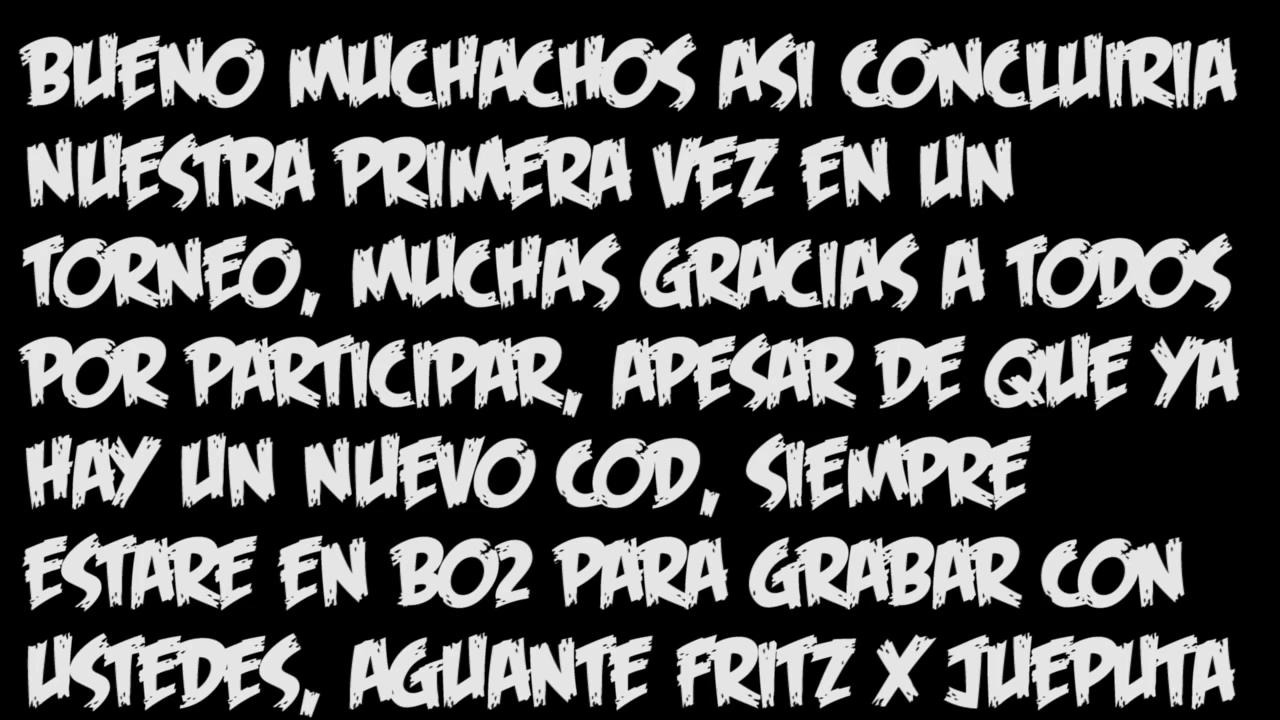 BUENO MUCHACHOS ASI CONCLUIRIA
NUESTRA PRIMERA VEZ EN UN
TORNEO, MUCHAS GRACIAS A TODOS
POR PARTICIPAR, APESAR DE QUE YA
HAY UN NUEVO COD, SIEMPRE
ESTARE EN BO2 PARA GRABAR CON
USTEDES, AGUANTE FRITZ X JUEPUTA